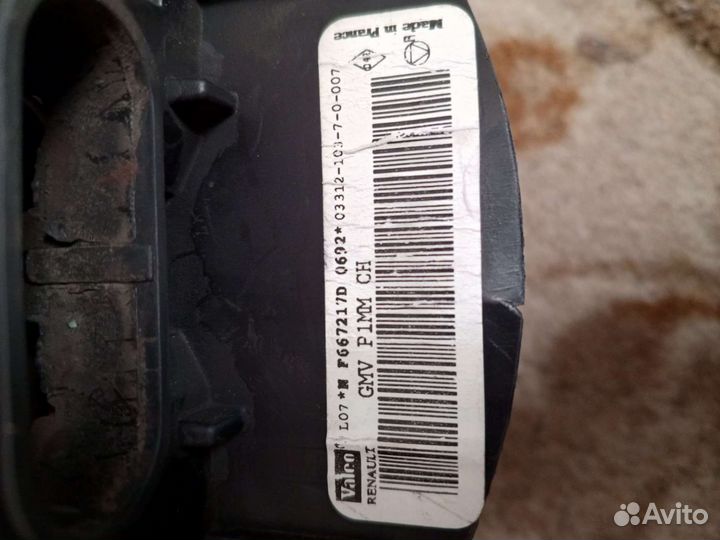 Valeo
L07 *M F667217D 0692* 03312-103-7-0-007
RENAULT
GMV P1MM CH
Made in France
Avito